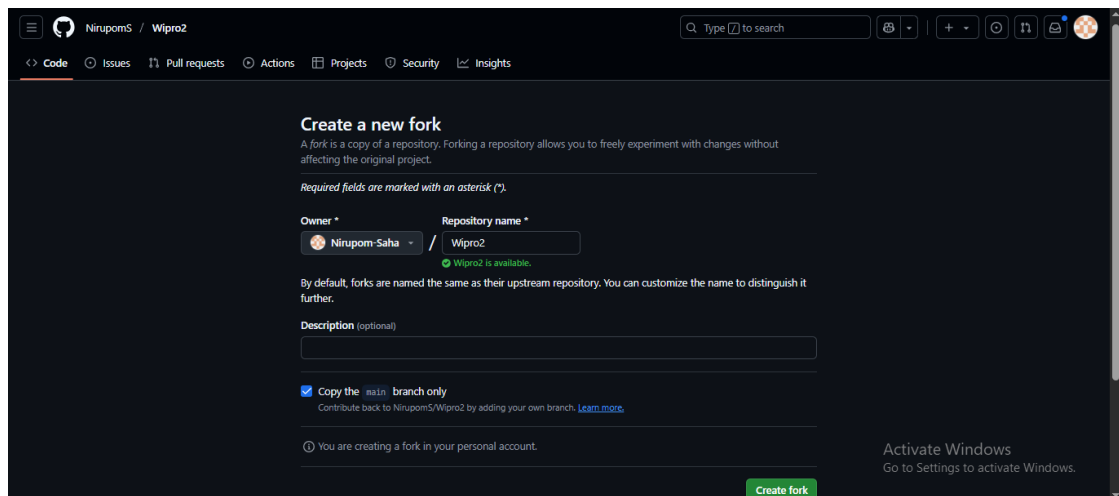 NirupomS / Wipro2
Type / to search
Code
Issues
Pull requests
Actions
Projects
Security
Insights
Create a new fork
A fork is a copy of a repository. Forking a repository allows you to freely experiment with changes without
affecting the original project.
Required fields are marked with an asterisk (*).
Owner *
Repository name *
Nirupom-Saha / Wipro2
Wipro2 is available.
By default, forks are named the same as their upstream repository. You can customize the name to distinguish it
further.
Description (optional)
Copy the main branch only
Contribute back to NirupomS/Wipro2 by adding your own branch. Learn more.
You are creating a fork in your personal account.
Activate Windows
Go to Settings to activate Windows.
Create fork